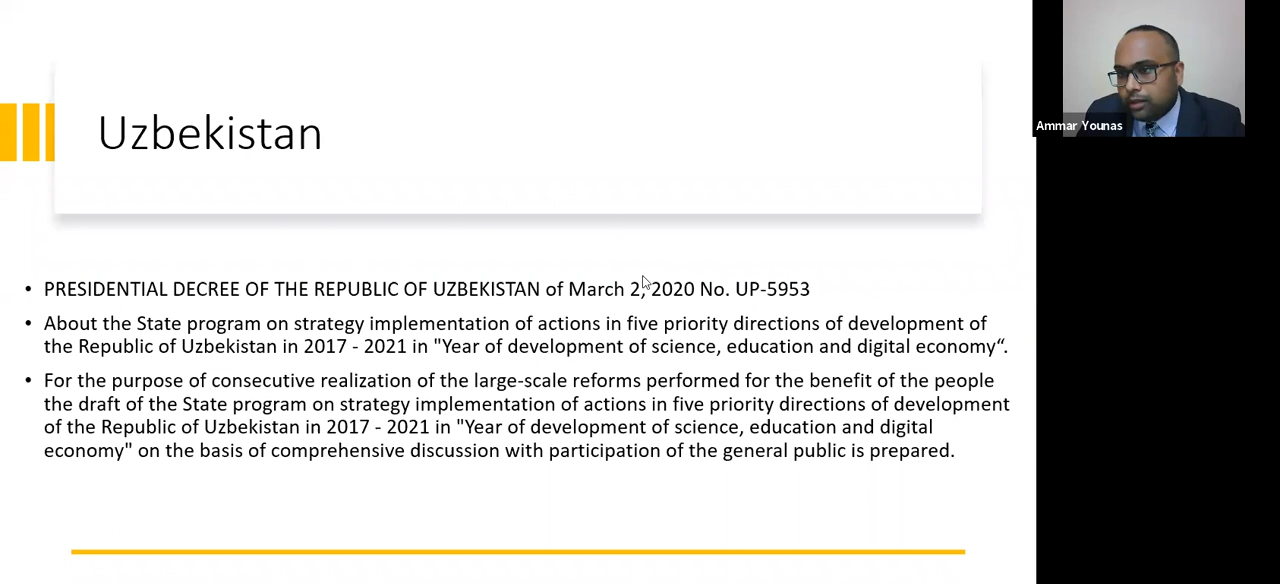 Uzbekistan
Ammar Younas
• PRESIDENTIAL DECREE OF THE REPUBLIC OF UZBEKISTAN of March 2, 2020 No. UP-5953
• About the State program on strategy implementation of actions in five priority directions of development of
the Republic of Uzbekistan in 2017 - 2021 in "Year of development of science, education and digital economy“.
• For the purpose of consecutive realization of the large-scale reforms performed for the benefit of the people
the draft of the State program on strategy implementation of actions in five priority directions of development
of the Republic of Uzbekistan in 2017 - 2021 in "Year of development of science, education and digital
economy" on the basis of comprehensive discussion with participation of the general public is prepared.